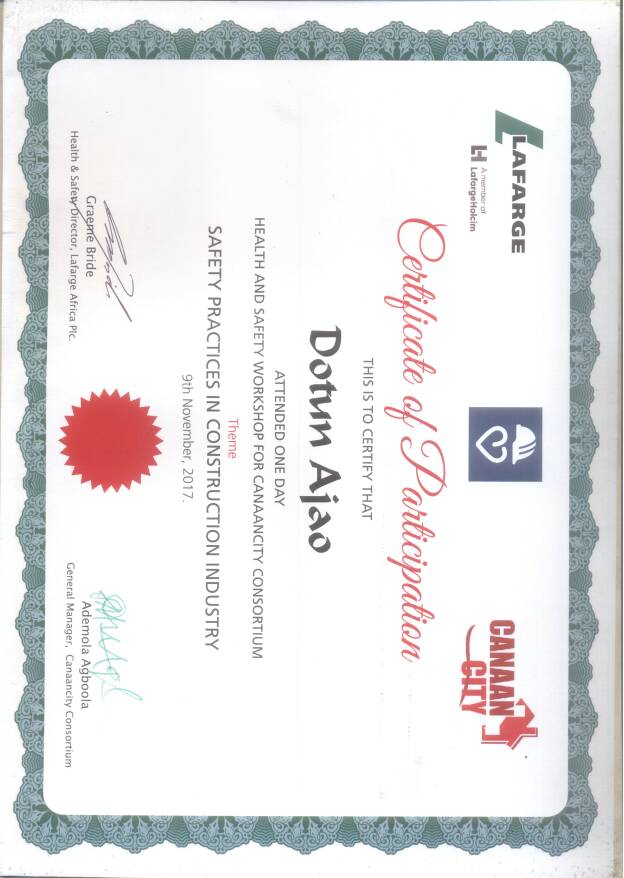 LAFARGE
A member of
LafargeHolcim
CANAAN
CITY
Certificate of Participation
THIS IS TO CERTIFY THAT
Dotun Ajao
ATTENDED ONE DAY
HEALTH AND SAFETY WORKSHOP FOR CANAANCITY CONSORTIUM
Theme
SAFETY PRACTICES IN CONSTRUCTION INDUSTRY
9th November, 2017.
Graeme Bride
Health & Safety Director, Lafarge Africa Plc.
Ademola Agboola
General Manager, Canaancity Consortium